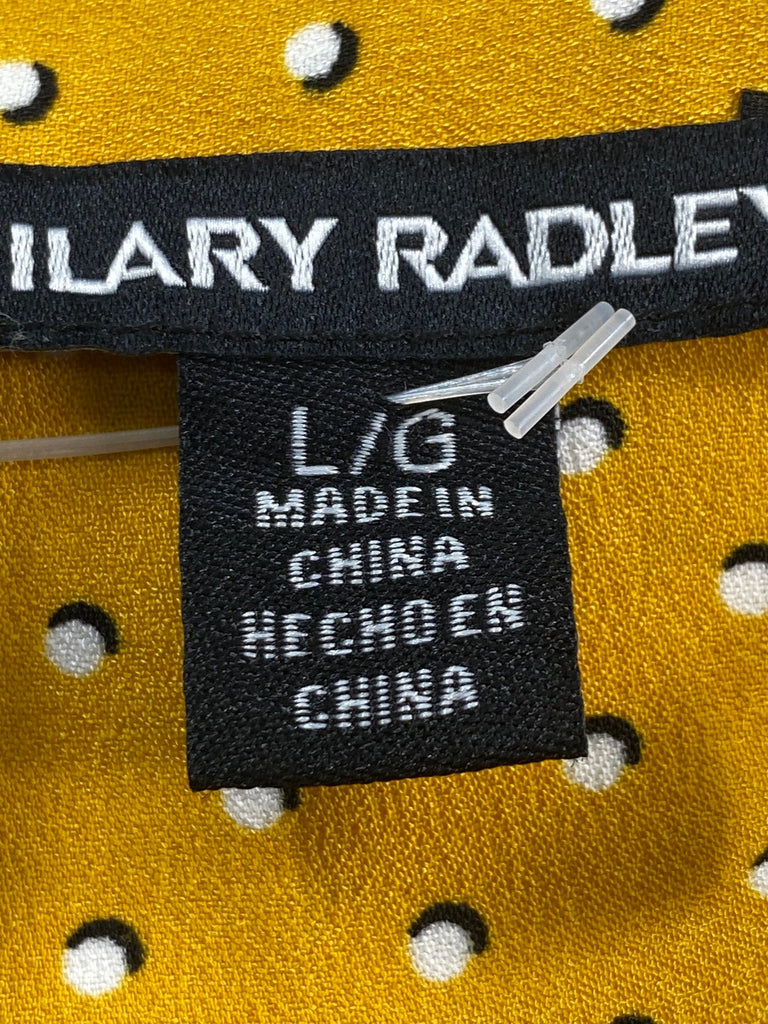 ILARY RADLEY
L/G
MADE IN
CHINA
HECHO EN
CHINA